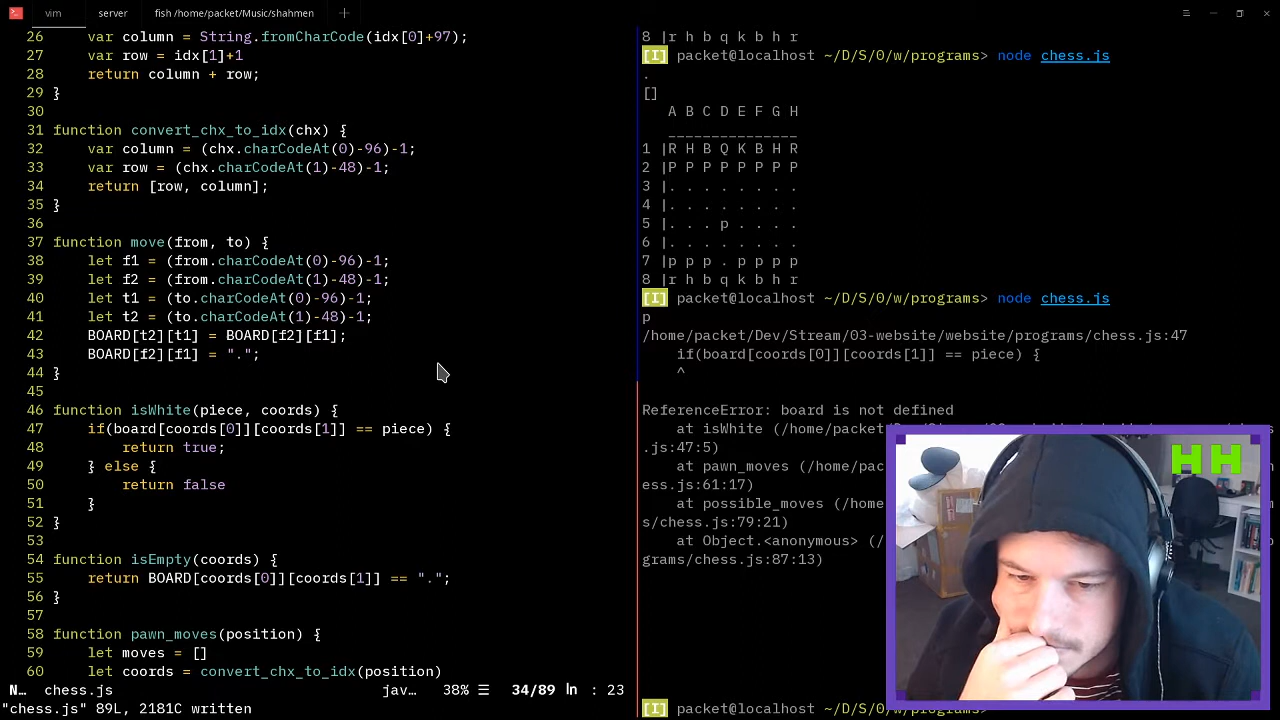 vim server fish /home/packet/Music/shahmen
26 var column = String.fromCharCode(idx[0]+97);
27 var row = idx[1]+1
28 return column + row;
29 }
30
31 function convert_chx_to_idx(chx) {
32 var column = (chx.charCodeAt(0)-96)-1;
33 var row = (chx.charCodeAt(1)-48)-1;
34 return [row, column];
35 }
36
37 function move(from, to) {
38 let f1 = (from.charCodeAt(0)-96)-1;
39 let f2 = (from.charCodeAt(1)-48)-1;
40 let t1 = (to.charCodeAt(0)-96)-1;
41 let t2 = (to.charCodeAt(1)-48)-1;
42 BOARD[t2][t1] = BOARD[f2][f1];
43 BOARD[f2][f1] = ".";
44 }
45
46 function isWhite(piece, coords) {
47 if(board[coords[0]][coords[1]] == piece) {
48 return true;
49 } else {
50 return false
51 }
52 }
53
54 function isEmpty(coords) {
55 return BOARD[coords[0]][coords[1]] == ".";
56 }
57
58 function pawn_moves(position) {
59 let moves = []
60 let coords = convert_chx_to_idx(position)
N… chess.js jav… 38% ☰ 34/89 ln : 23
"chess.js" 89L, 2181C written
8 |r h b q k b h r
[I] packet@localhost ~/D/S/0/w/programs> node chess.js
.
[]
A B C D E F G H
_______________
1 |R H B Q K B H R
2 |P P P P P P P P
3 |. . . . . . . .
4 |. . . . . . . .
5 |. . . p . . . .
6 |. . . . . . . .
7 |p p p . p p p p
8 |r h b q k b h r
[I] packet@localhost ~/D/S/0/w/programs> node chess.js
p
/home/packet/Dev/Stream/03-website/website/programs/chess.js:47
if(board[coords[0]][coords[1]] == piece) {
^
ReferenceError: board is not defined
at isWhite (/home/packet
.js:47:5)
at pawn_moves (/home/pac
ess.js:61:17)
at possible_moves (/home
s/chess.js:79:21)
at Object.<anonymous> (/
grams/chess.js:87:13)
[I] packet@localhost ~/D/S/0/w/programs>
HH